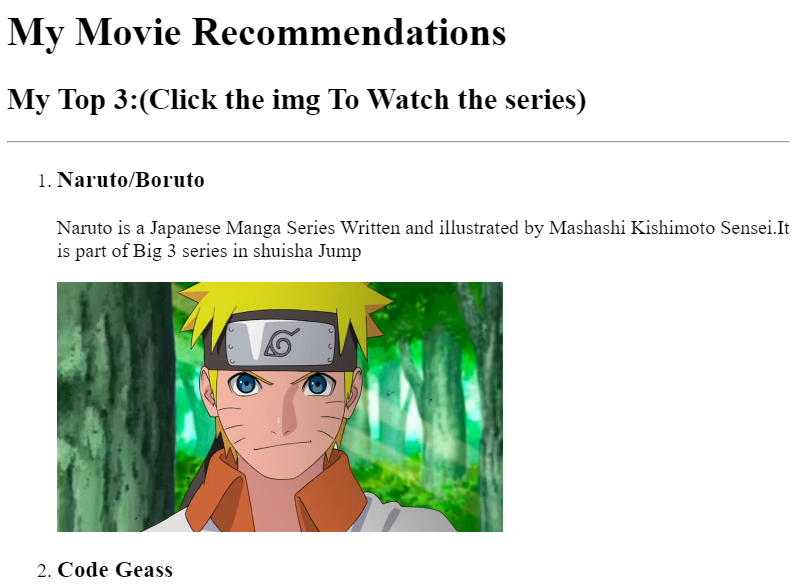 My Movie Recommendations
My Top 3:(Click the img To Watch the series)
1. Naruto/Boruto
Naruto is a Japanese Manga Series Written and illustrated by Mashashi Kishimoto Sensei.It
is part of Big 3 series in shuisha Jump
2. Code Geass